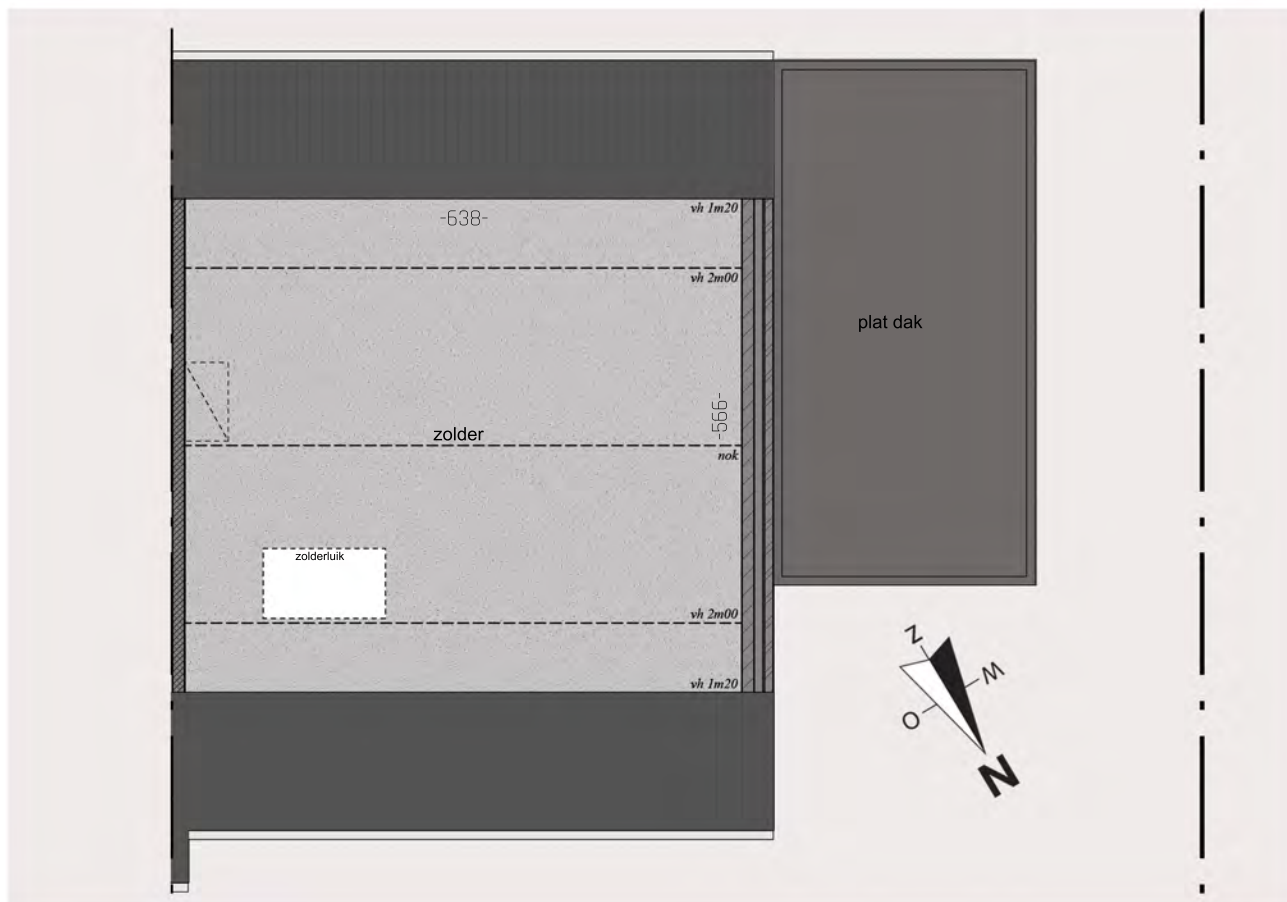 vh 1m20
-638-
vh 2m00
plat dak
-566-
zolder
nok
zolderluik
vh 2m00
vh 1m20
Z
W
O
N